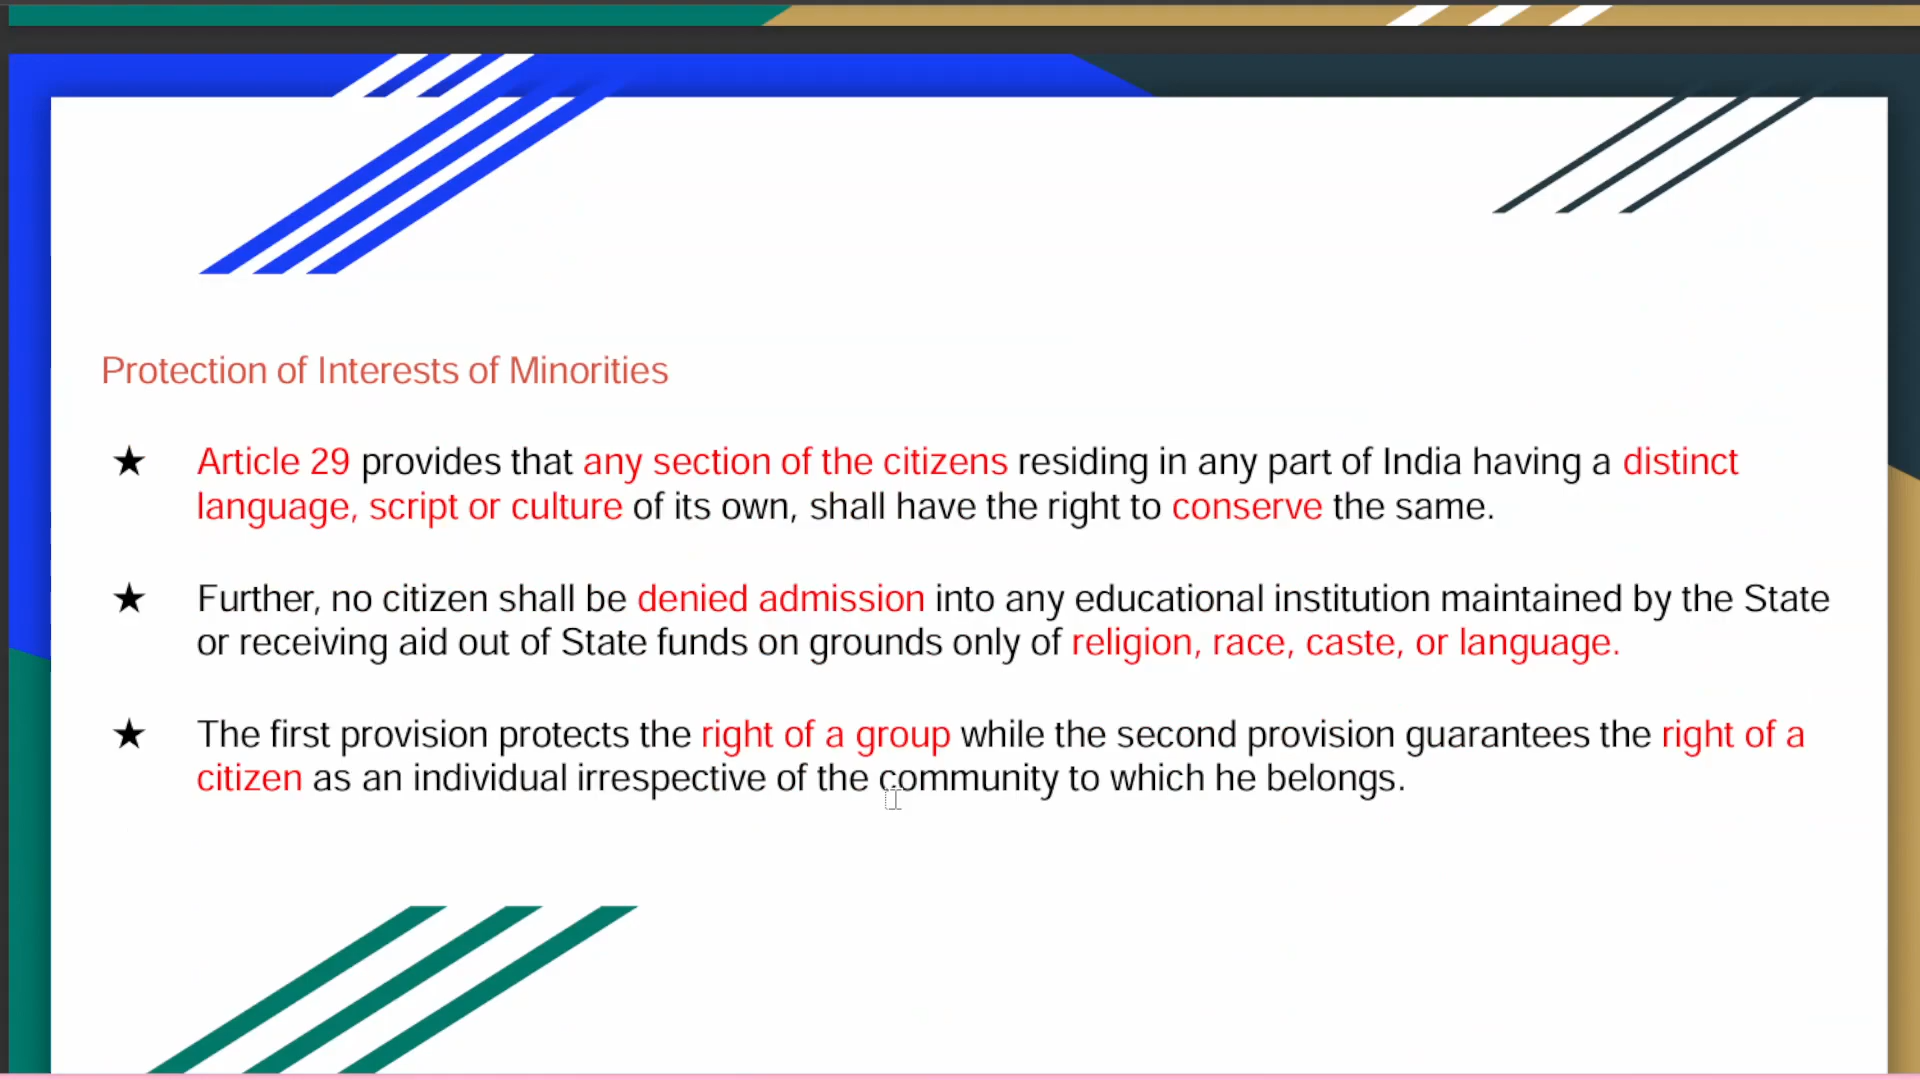 Protection of Interests of Minorities
★ Article 29 provides that any section of the citizens residing in any part of India having a distinct
language, script or culture of its own, shall have the right to conserve the same.
★ Further, no citizen shall be denied admission into any educational institution maintained by the State
or receiving aid out of State funds on grounds only of religion, race, caste, or language.
★ The first provision protects the right of a group while the second provision guarantees the right of a
citizen as an individual irrespective of the community to which he belongs.